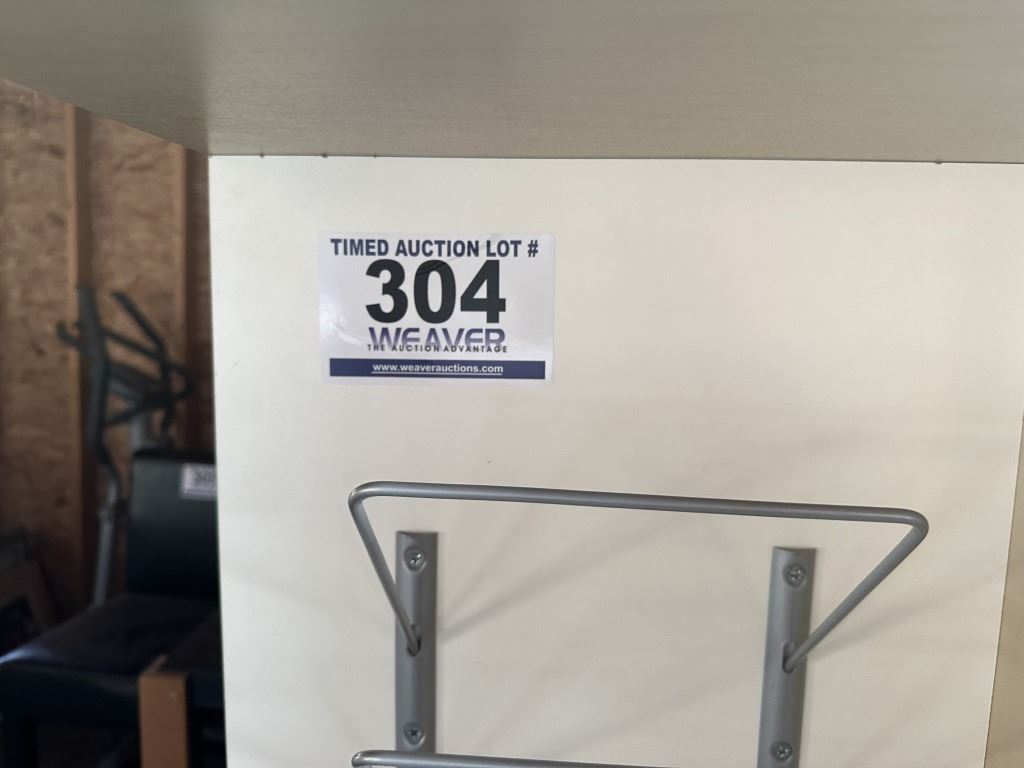 TIMED AUCTION LOT #
304
WEAVER
THE AUCTION ADVANTAGE
www.weaverauctions.com